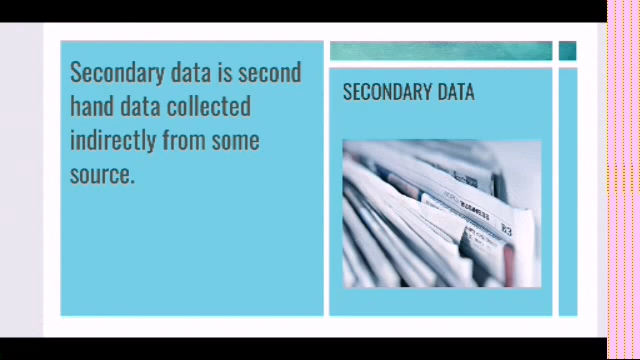 Secondary data is second
hand data collected
indirectly from some
source.
SECONDARY DATA